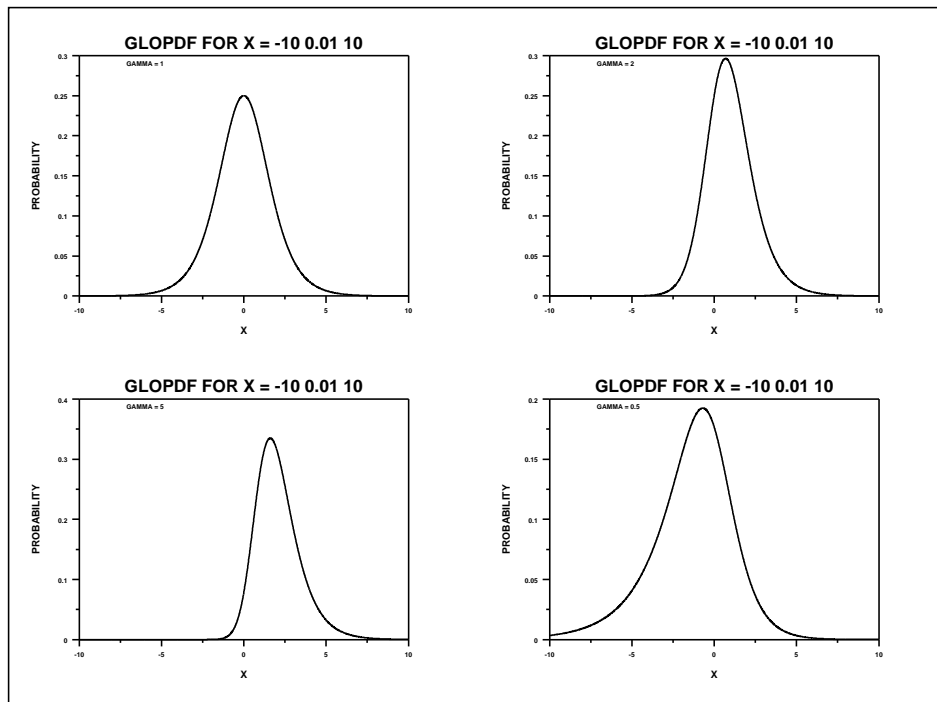 GLOPDF FOR X = -10 0.01 10
GAMMA = 1
0.3
0.25
0.2
0.15
0.1
0.05
0
PROBABILITY
-10 -5 0 5 10
X
GLOPDF FOR X = -10 0.01 10
GAMMA = 2
0.3
0.25
0.2
0.15
0.1
0.05
0
PROBABILITY
-10 -5 0 5 10
X
GLOPDF FOR X = -10 0.01 10
GAMMA = 5
0.4
0.3
0.2
0.1
0
PROBABILITY
-10 -5 0 5 10
X
GLOPDF FOR X = -10 0.01 10
GAMMA = 0.5
0.2
0.15
0.1
0.05
0
PROBABILITY
-10 -5 0 5 10
X